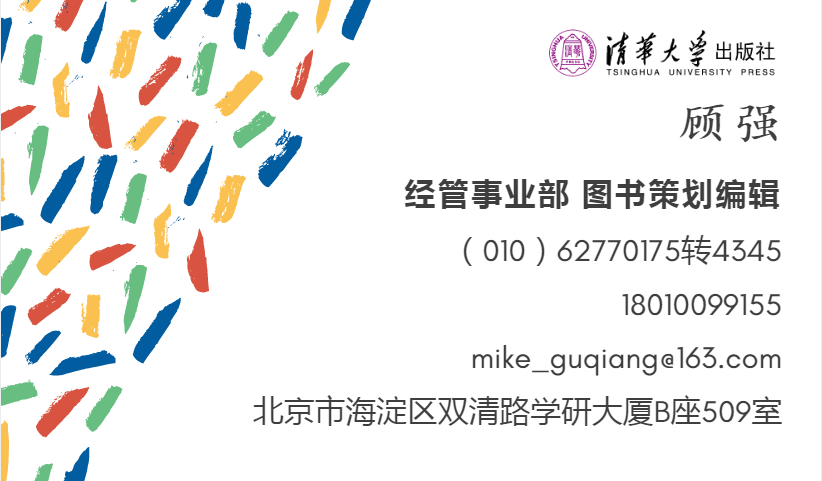 清华大学出版社
TSINGHUA UNIVERSITY PRESS
顾强
经管事业部 图书策划编辑
（010）62770175转4345
18010099155
mike_guqiang@163.com
北京市海淀区双清路学研大厦B座509室